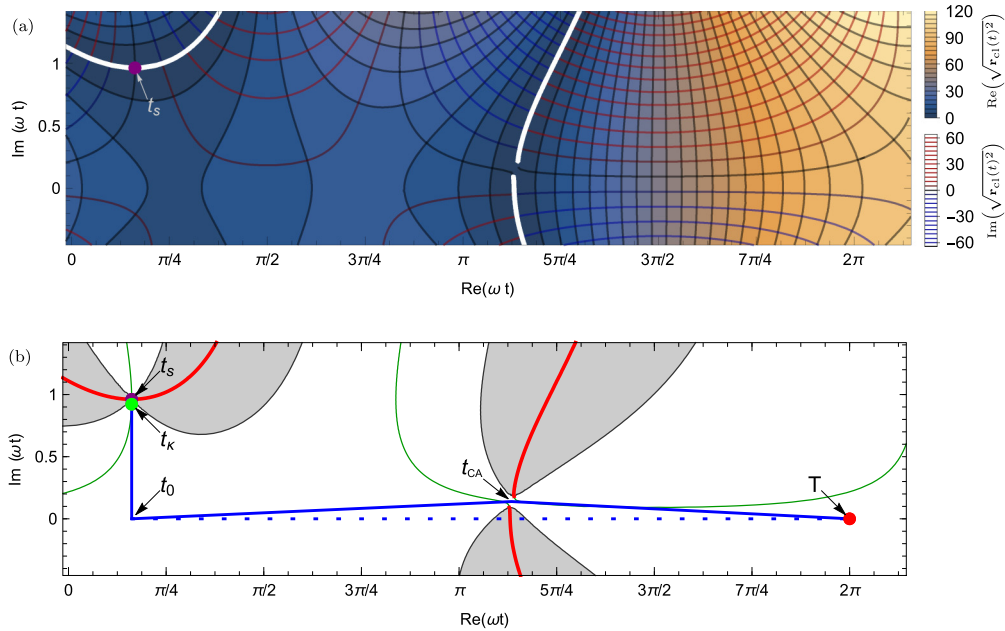 (a)
Im (ω t)
1
0.5
0
t_s
0 π/4 π/2 3π/4 π 5π/4 3π/2 7π/4 2π
Re(ω t)
120
90
60
30
0
Re(√r_cl(t)²)
60
30
0
−30
−60
Im(√r_cl(t)²)
(b)
Im (ωt)
1
0.5
0
t_s
t_κ
t_0
t_CA
T
0 π/4 π/2 3π/4 π 5π/4 3π/2 7π/4 2π
Re(ωt)